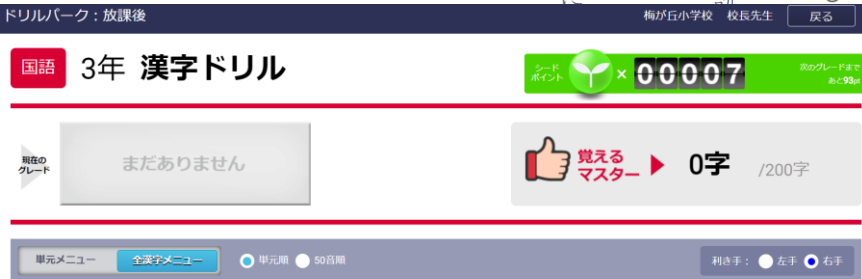 ドリルパーク：放課後
梅が丘小学校 校長先生 戻る
国語 3年 漢字ドリル
シードポイント × 00007
次のグレードまで
あと93pt
現在のグレード
まだありません
覚えるマスター 0字 /200字
単元メニュー 全漢字メニュー 単元順 50音順 利き手： 左手 右手